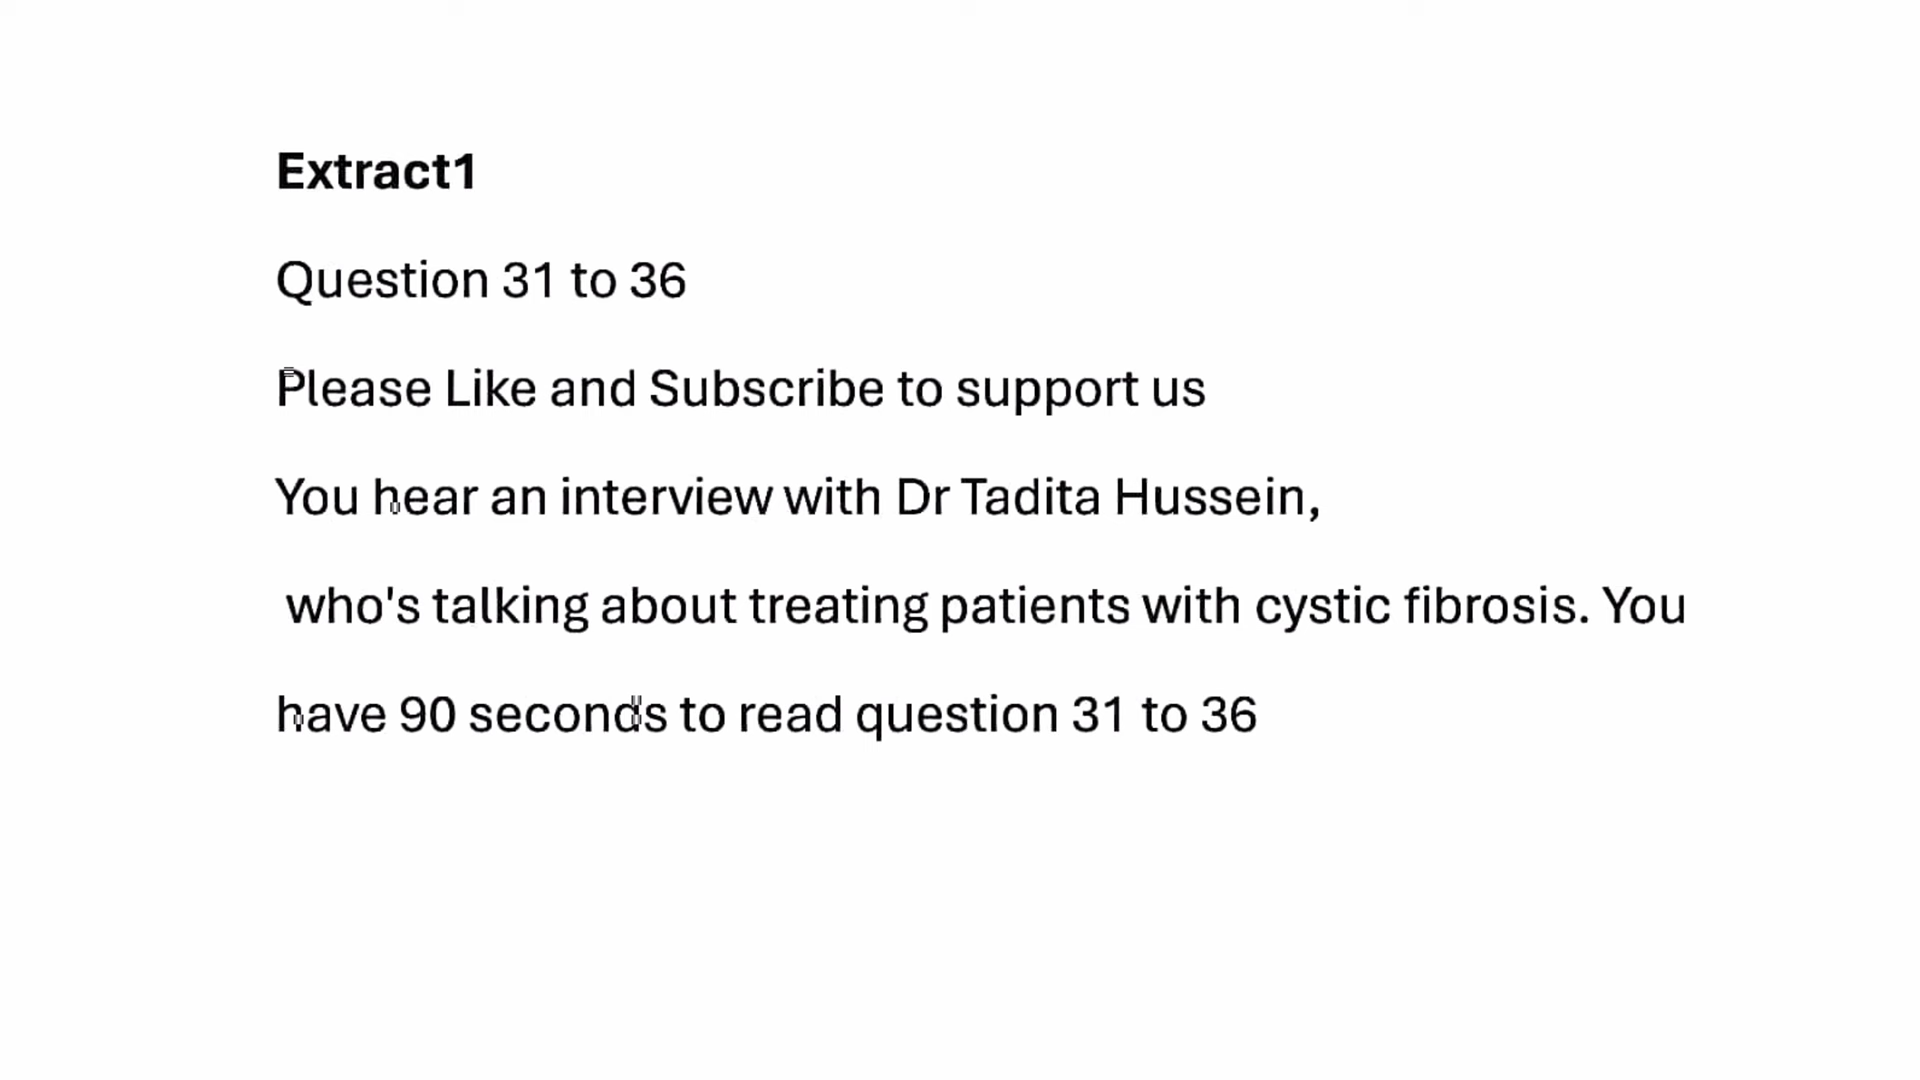 Extract1
Question 31 to 36
Please Like and Subscribe to support us
You hear an interview with Dr Tadita Hussein,
who's talking about treating patients with cystic fibrosis. You
have 90 seconds to read question 31 to 36